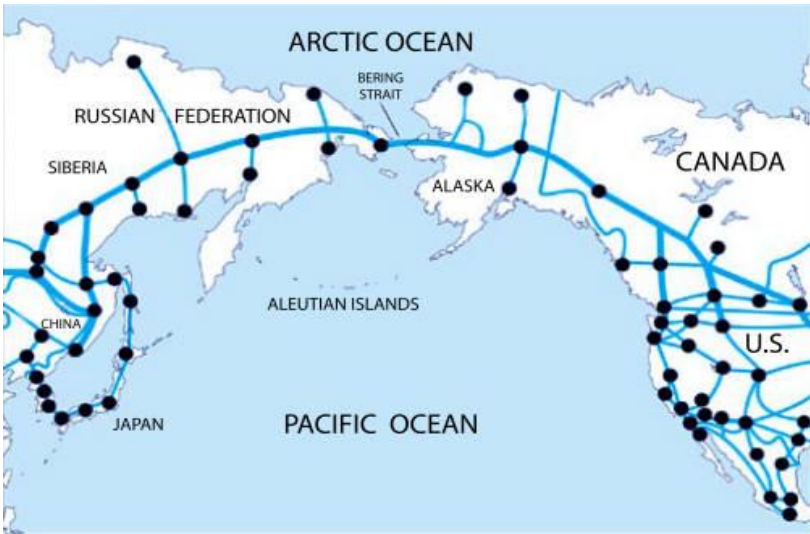 ARCTIC OCEAN
BERING
STRAIT
RUSSIAN FEDERATION
SIBERIA
CANADA
ALASKA
ALEUTIAN ISLANDS
CHINA
U.S.
JAPAN
PACIFIC OCEAN